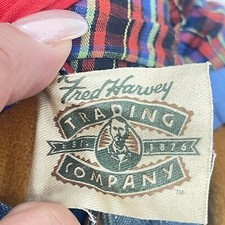 Fred Harvey
TRADING
EST. 1876
COMPANY
TM